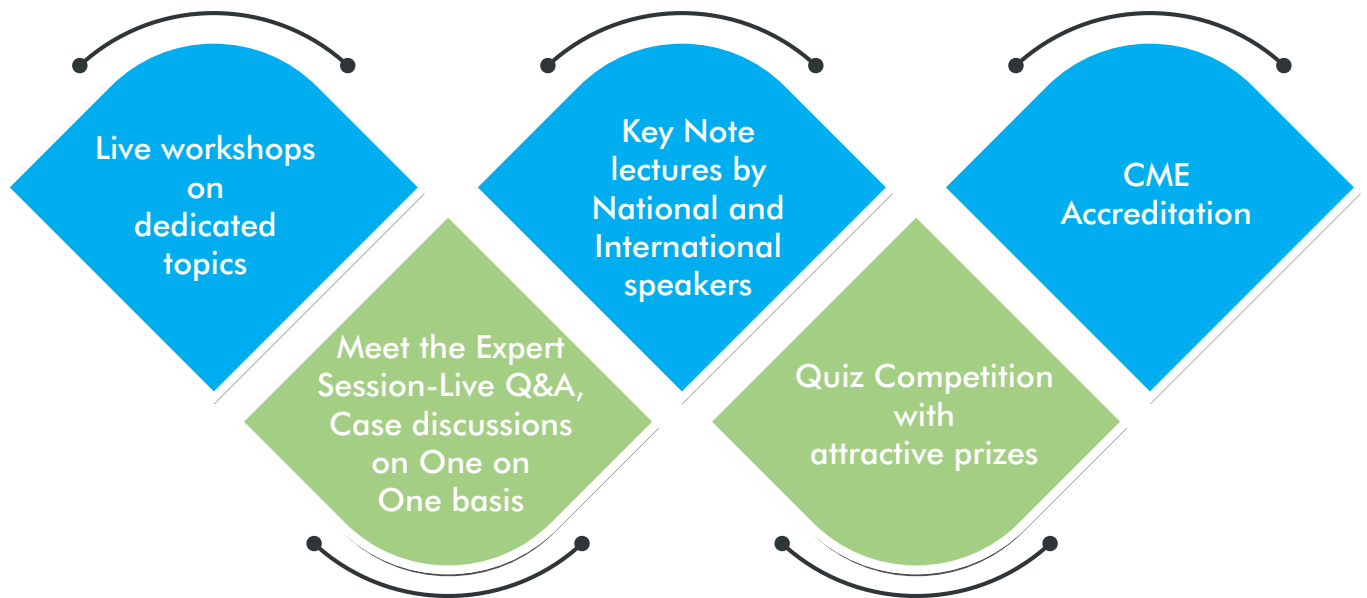 Live workshops
on
dedicated
topics
Meet the Expert
Session-Live Q&A,
Case discussions
on One on
One basis
Key Note
lectures by
National and
International
speakers
Quiz Competition
with
attractive prizes
CME
Accreditation